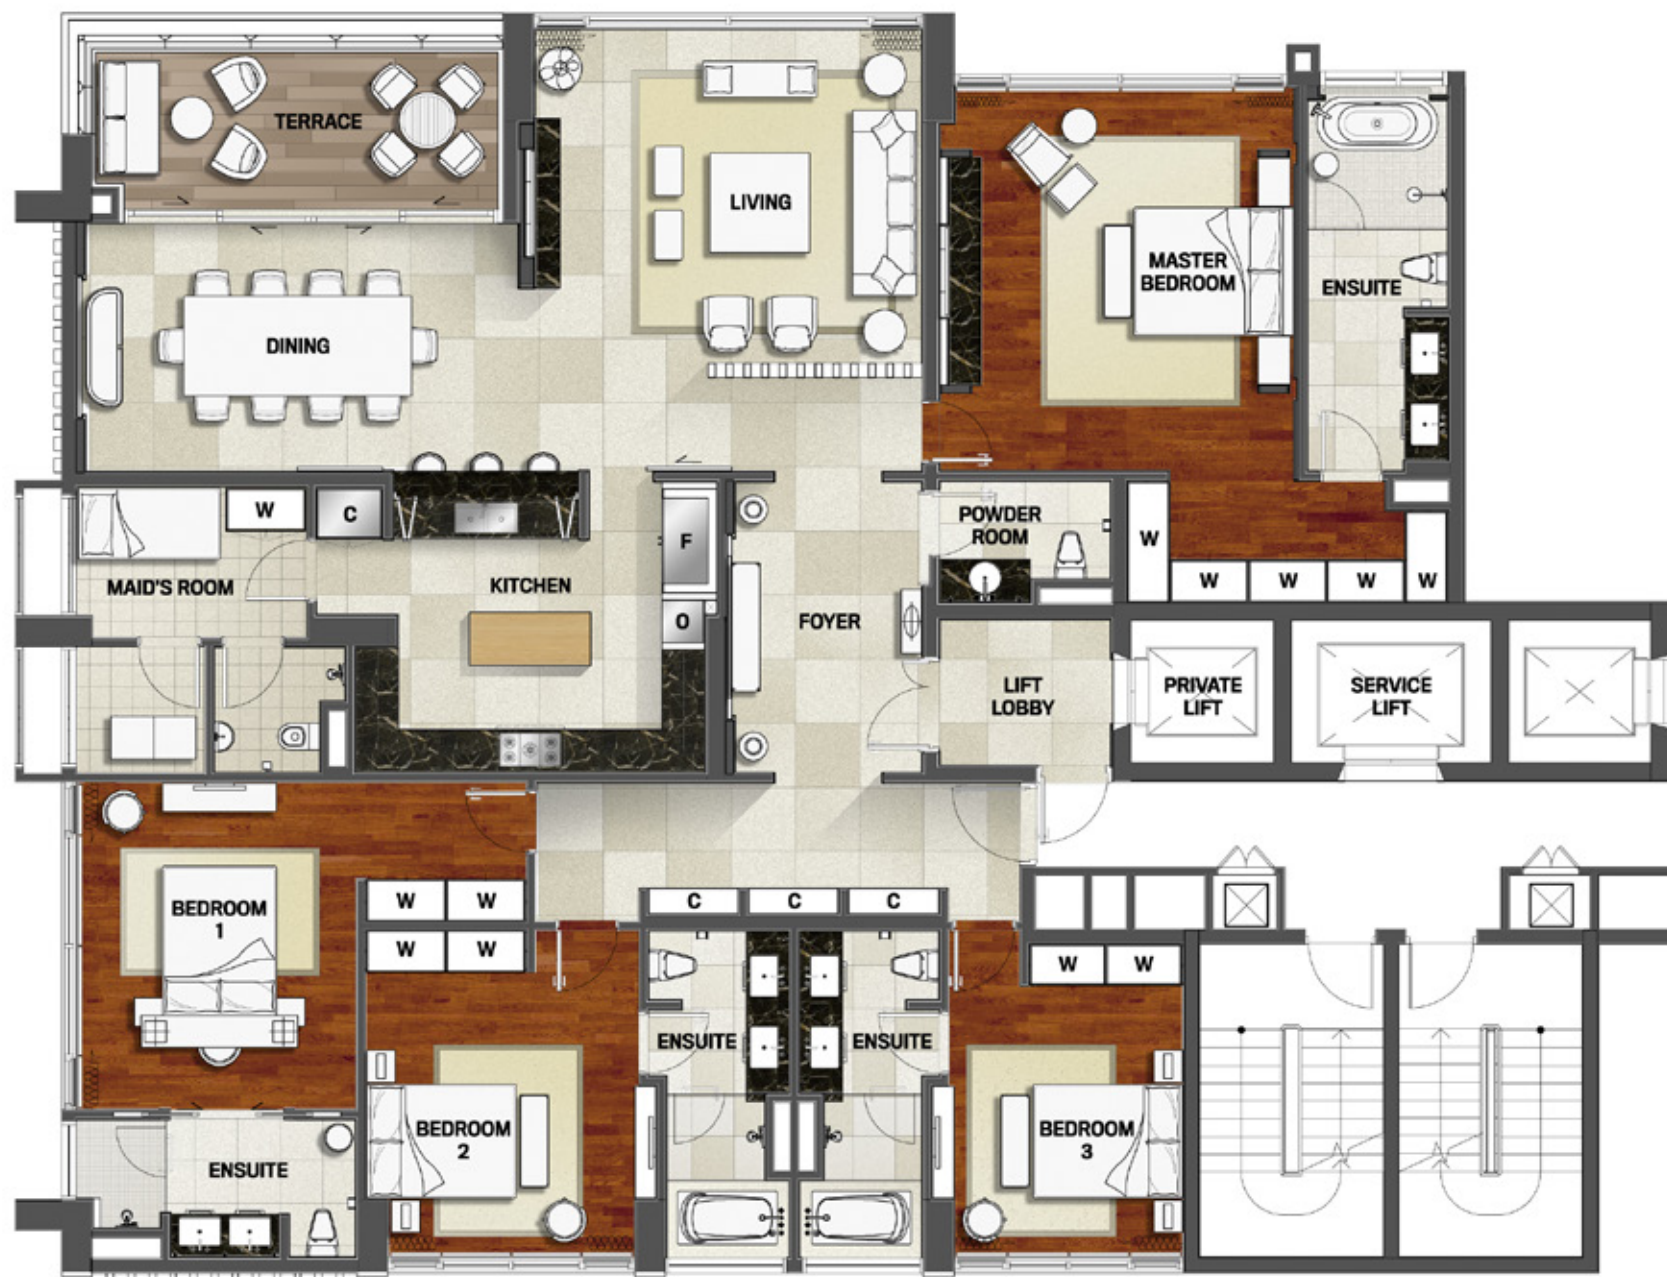 TERRACE
LIVING
MASTER
BEDROOM
ENSUITE
DINING
W
C
F
MAID'S ROOM
KITCHEN
O
FOYER
POWDER
ROOM
W
W
W
W
W
LIFT
LOBBY
PRIVATE
LIFT
SERVICE
LIFT
BEDROOM
1
W
W
W
W
C
C
C
W
W
ENSUITE
ENSUITE
BEDROOM
2
BEDROOM
3
ENSUITE